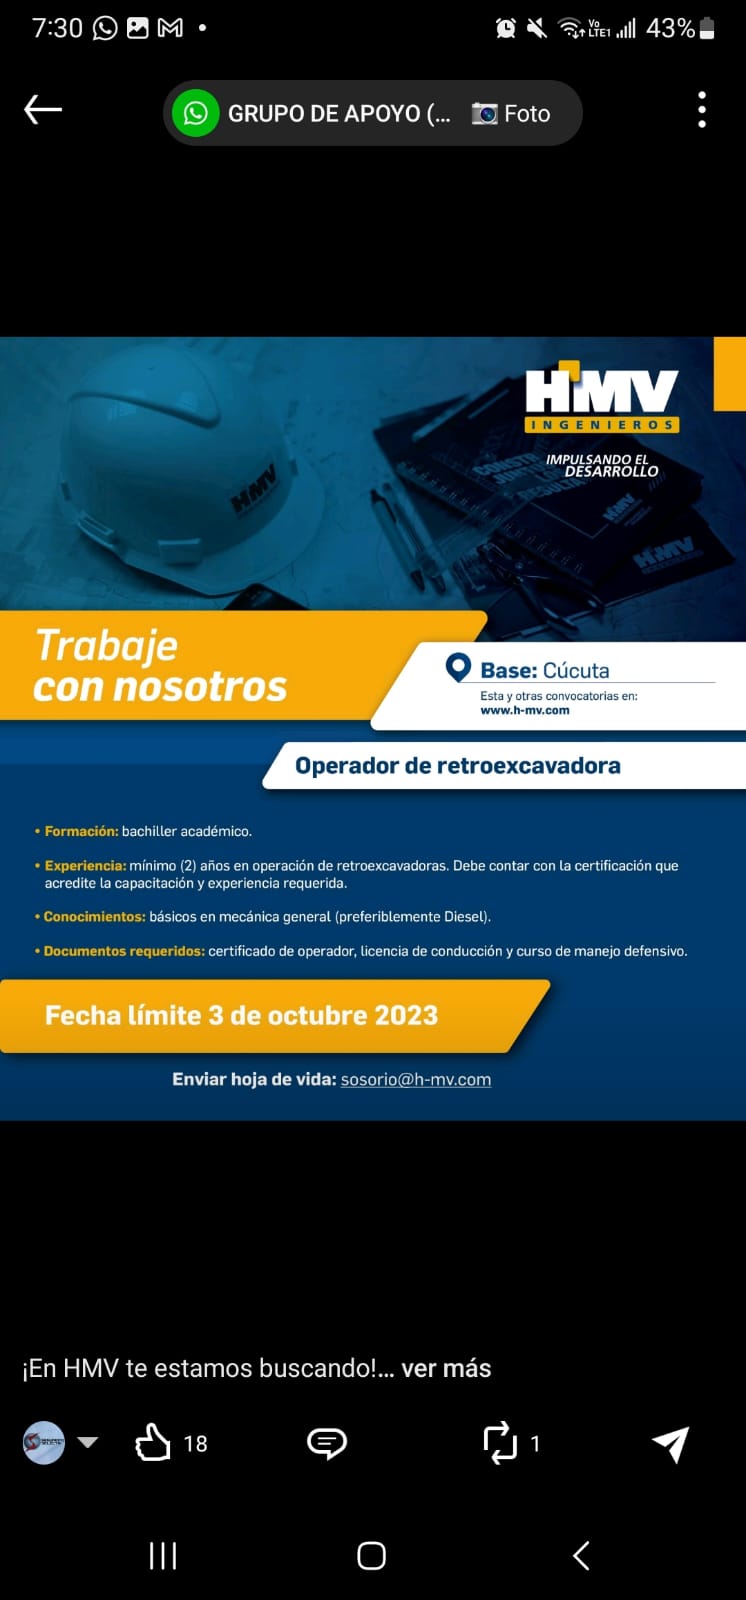 7:30
Vo
LTE1
43%
GRUPO DE APOYO (... Foto
HMV
INGENIEROS
IMPULSANDO EL
DESARROLLO
HMV
HMV
Trabaje
con nosotros
Base: Cúcuta
Esta y otras convocatorias en:
www.h-mv.com
Operador de retroexcavadora
• Formación: bachiller académico.
• Experiencia: mínimo (2) años en operación de retroexcavadoras. Debe contar con la certificación que
acredite la capacitación y experiencia requerida.
• Conocimientos: básicos en mecánica general (preferiblemente Diesel).
• Documentos requeridos: certificado de operador, licencia de conducción y curso de manejo defensivo.
Fecha límite 3 de octubre 2023
Enviar hoja de vida: sosorio@h-mv.com
¡En HMV te estamos buscando!... ver más
18
1